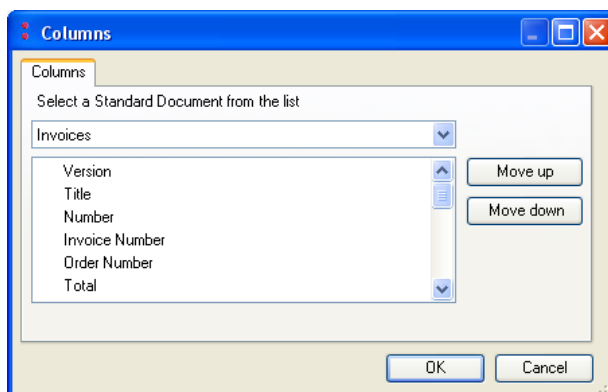 Columns
Columns
Select a Standard Document from the list
Invoices
Version
Title
Number
Invoice Number
Order Number
Total
Move up
Move down
OK
Cancel